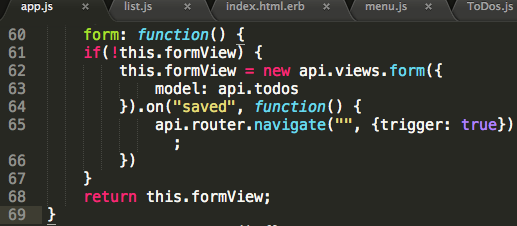 app.js × list.js × index.html.erb × menu.js × ToDos.js
60 form: function() {
61 if(!this.formView) {
62 this.formView = new api.views.form({
63 model: api.todos
64 }).on("saved", function() {
65 api.router.navigate("", {trigger: true})
;
66 })
67 }
68 return this.formView;
69 }